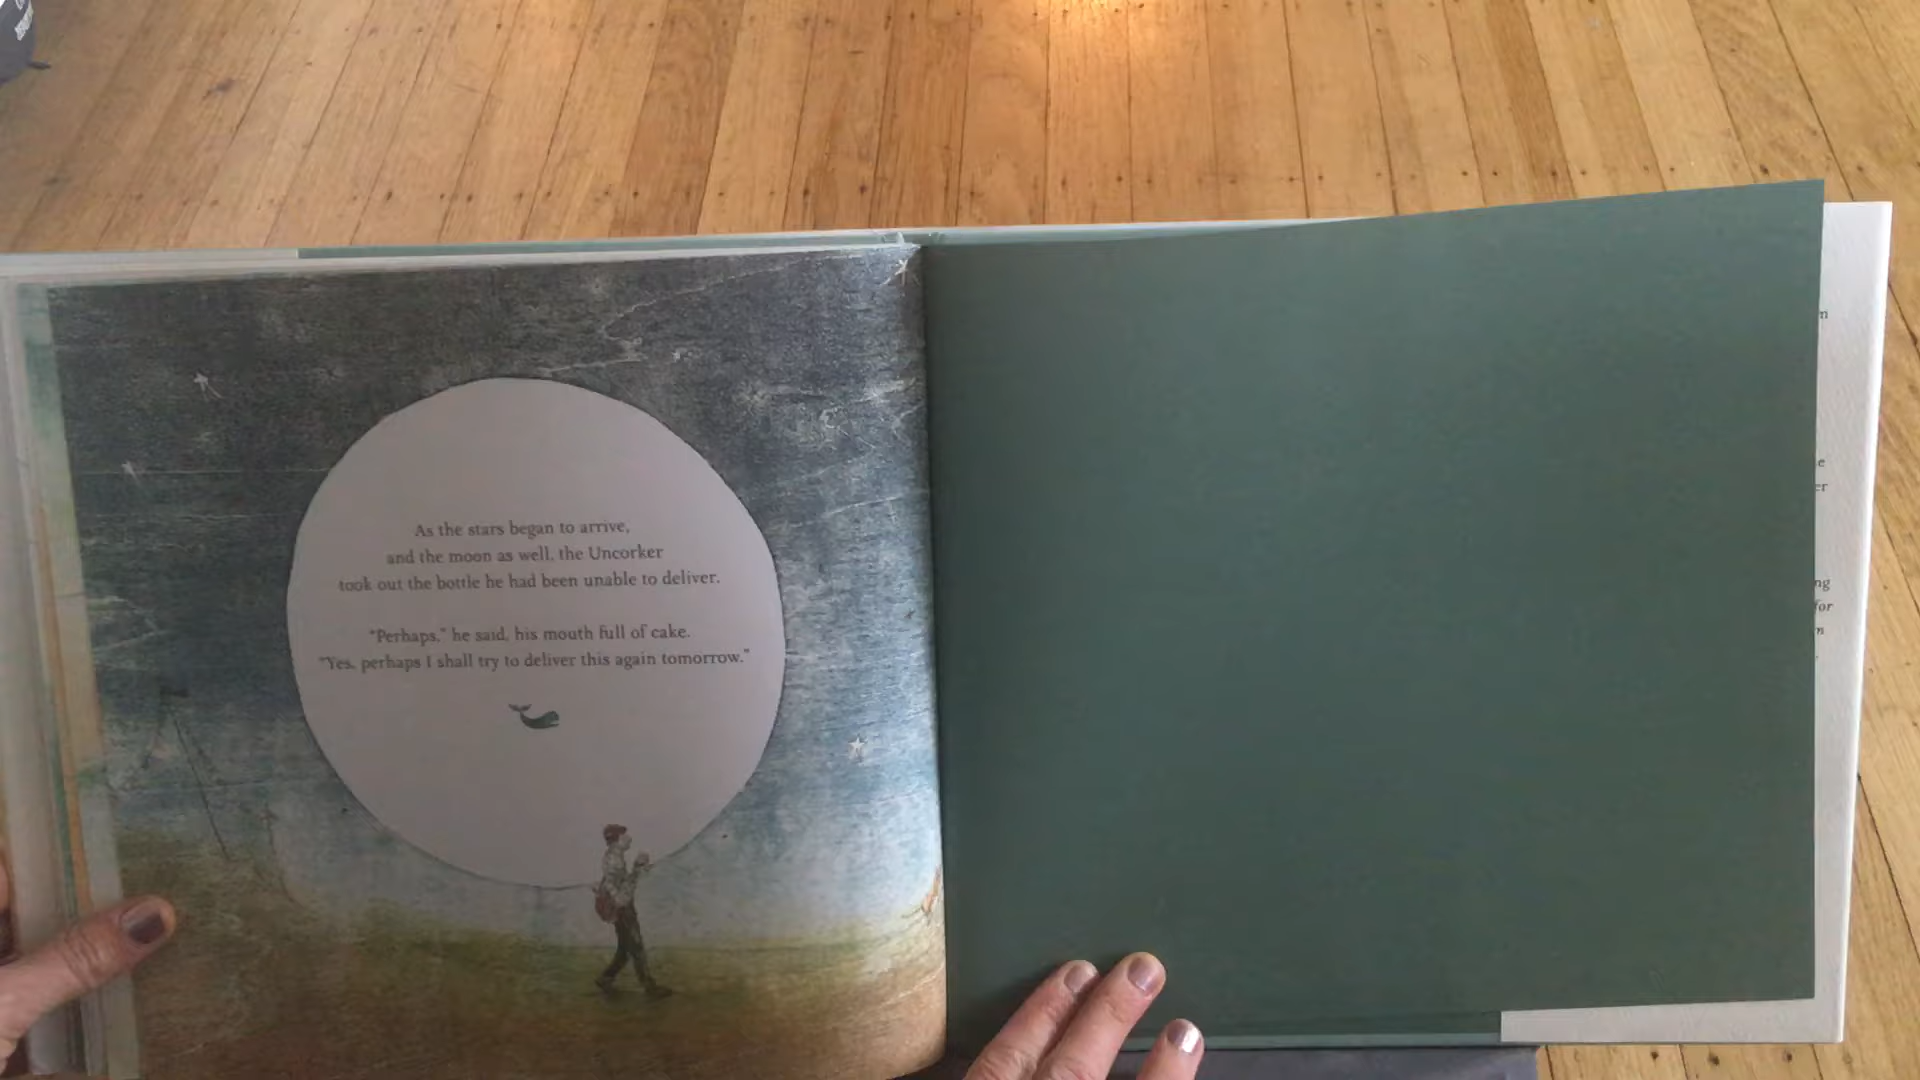 As the stars began to arrive,
and the moon as well, the Uncorker
took out the bottle he had been unable to deliver.
"Perhaps," he said, his mouth full of cake.
"Yes, perhaps I shall try to deliver this again tomorrow."